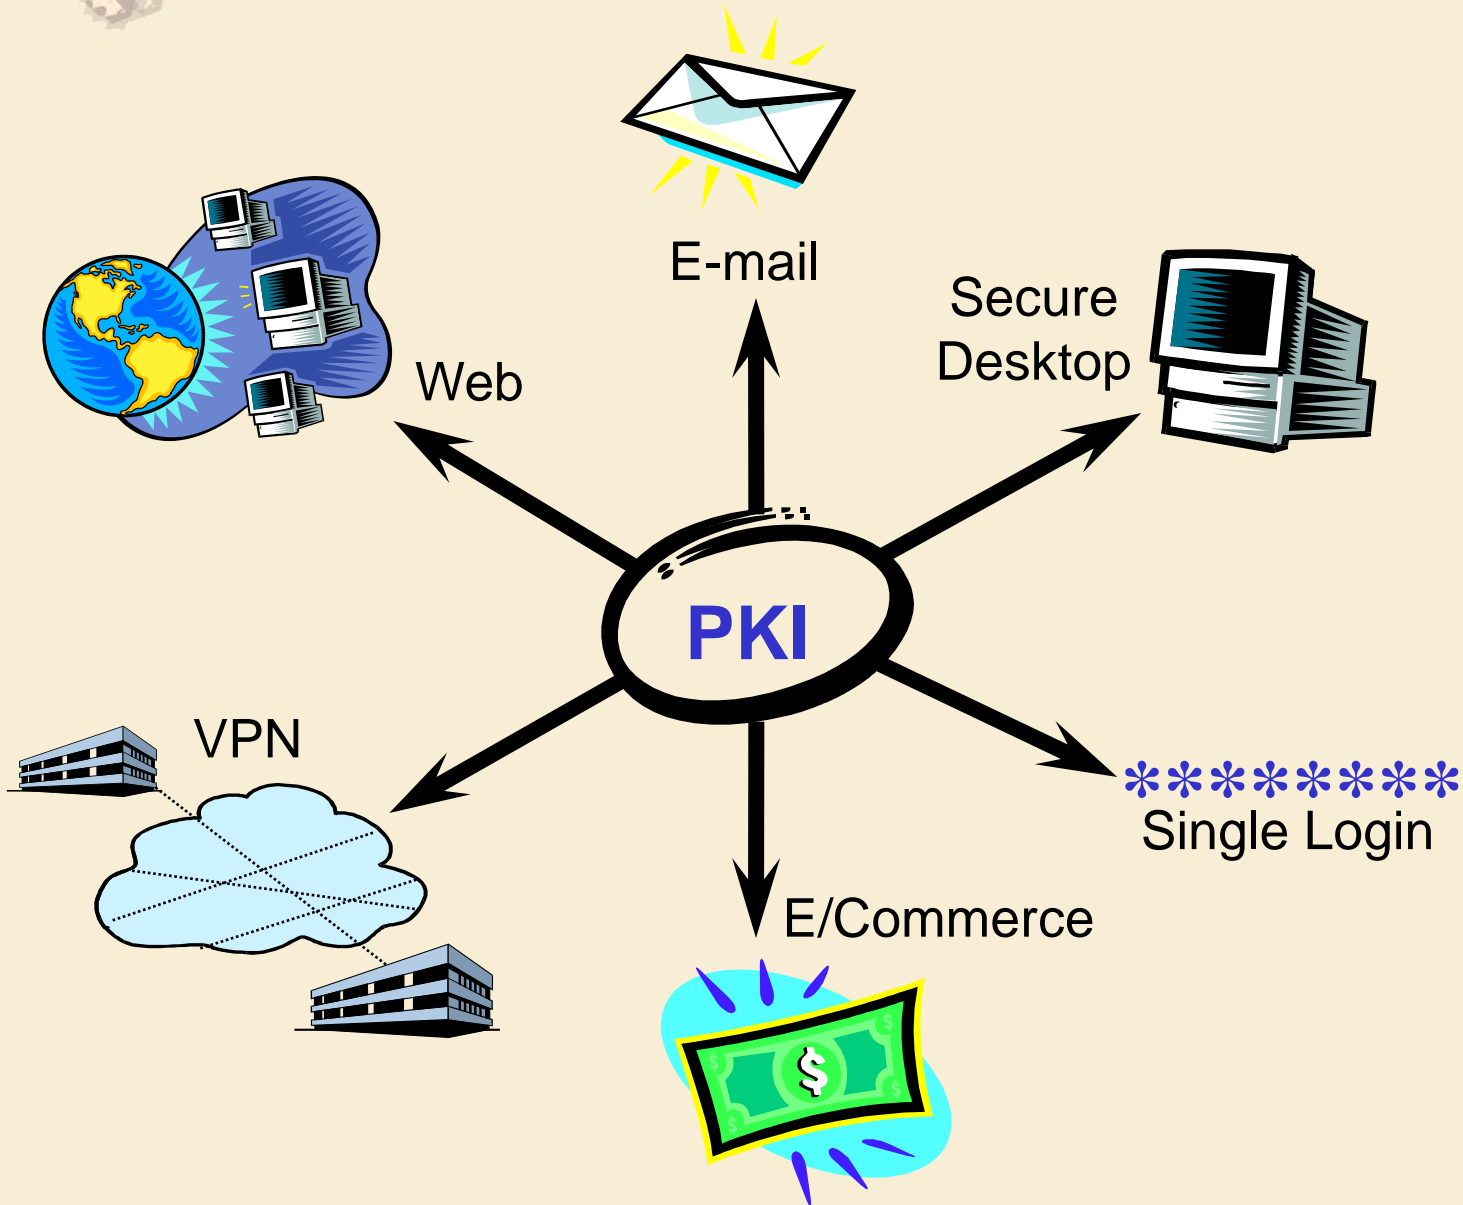 E-mail
Secure
Desktop
Web
PKI
VPN
********
Single Login
E/Commerce
$